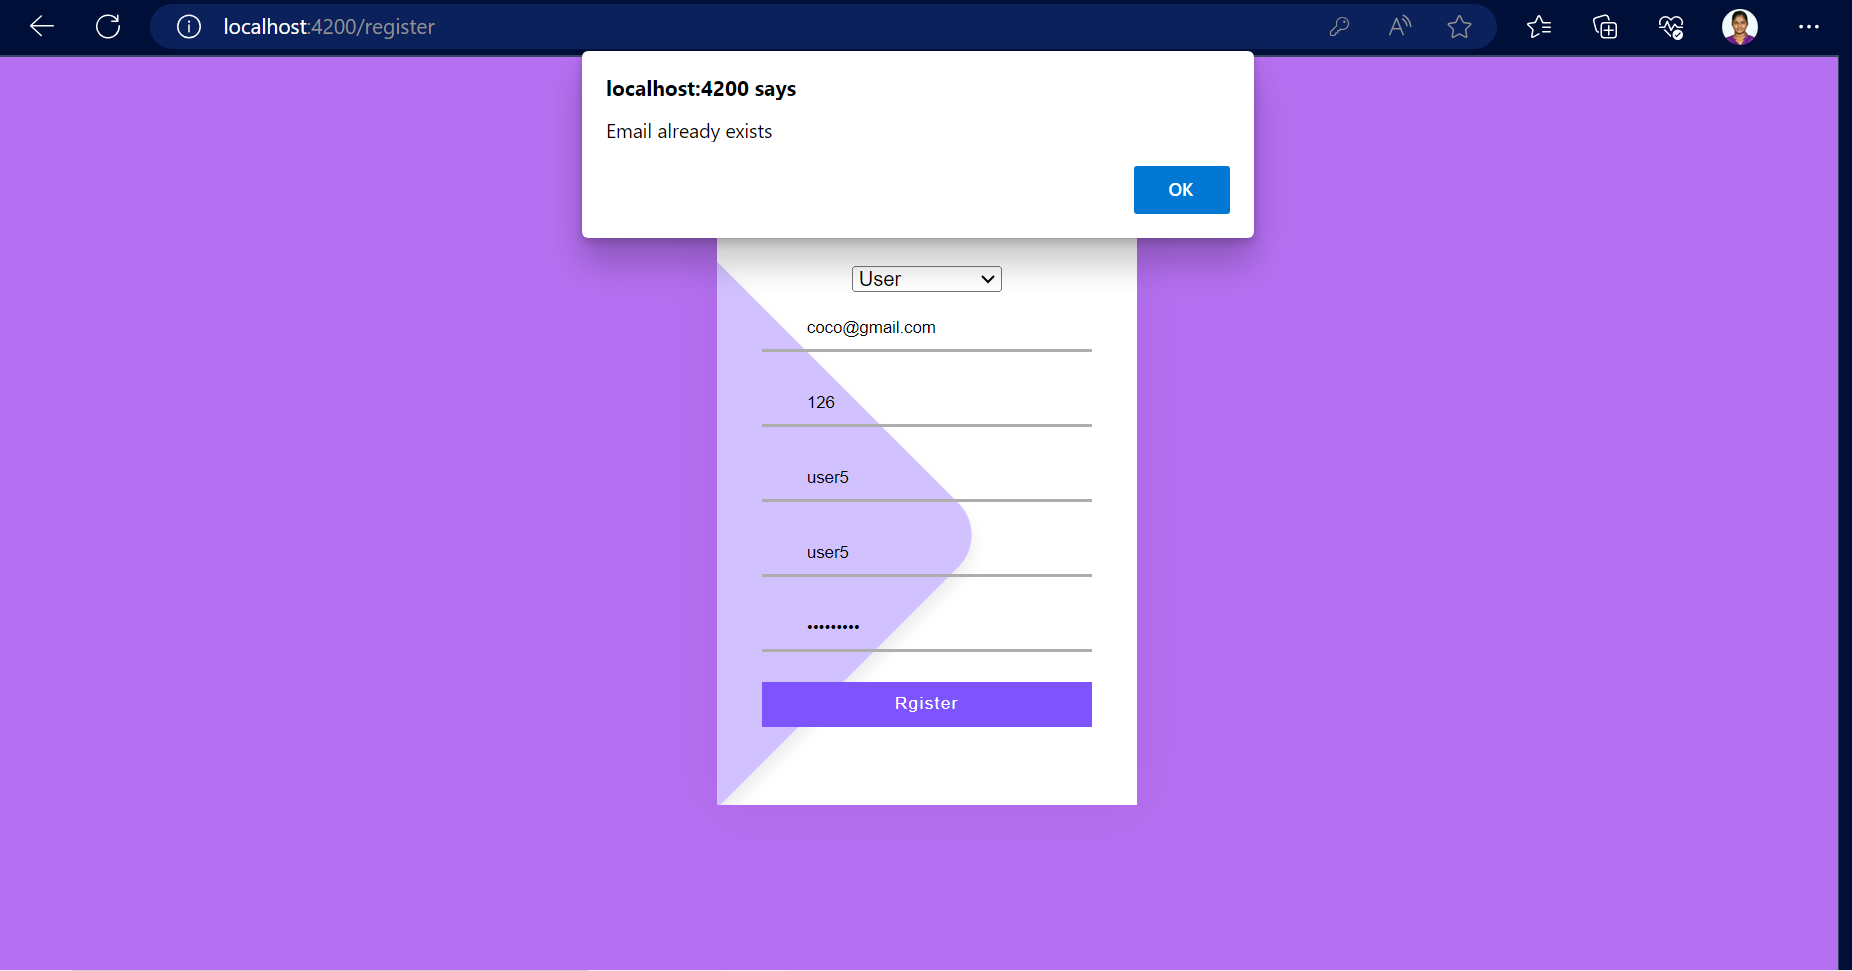 localhost:4200/register
localhost:4200 says
Email already exists
OK
User
coco@gmail.com
126
user5
user5
•••••••••
Rgister